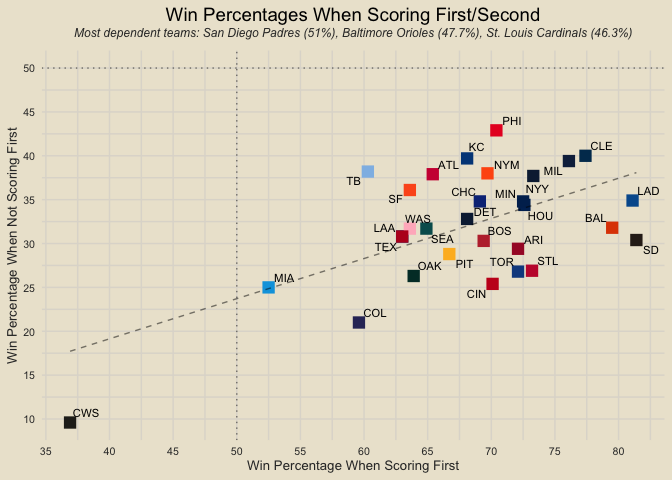 Win Percentages When Scoring First/Second
Most dependent teams: San Diego Padres (51%), Baltimore Orioles (47.7%), St. Louis Cardinals (46.3%)
Win Percentage When Not Scoring First
50
45
40
35
30
25
20
15
10
PHI
KC
CLE
ATL
NYM
MIL
TB
SF
CHC
MIN
NYY
LAD
WAS
DET
HOU
BAL
LAA
TEX
SEA
BOS
ARI
SD
OAK
PIT
TOR
STL
CIN
MIA
COL
CWS
35
40
45
50
55
60
65
70
75
80
Win Percentage When Scoring First